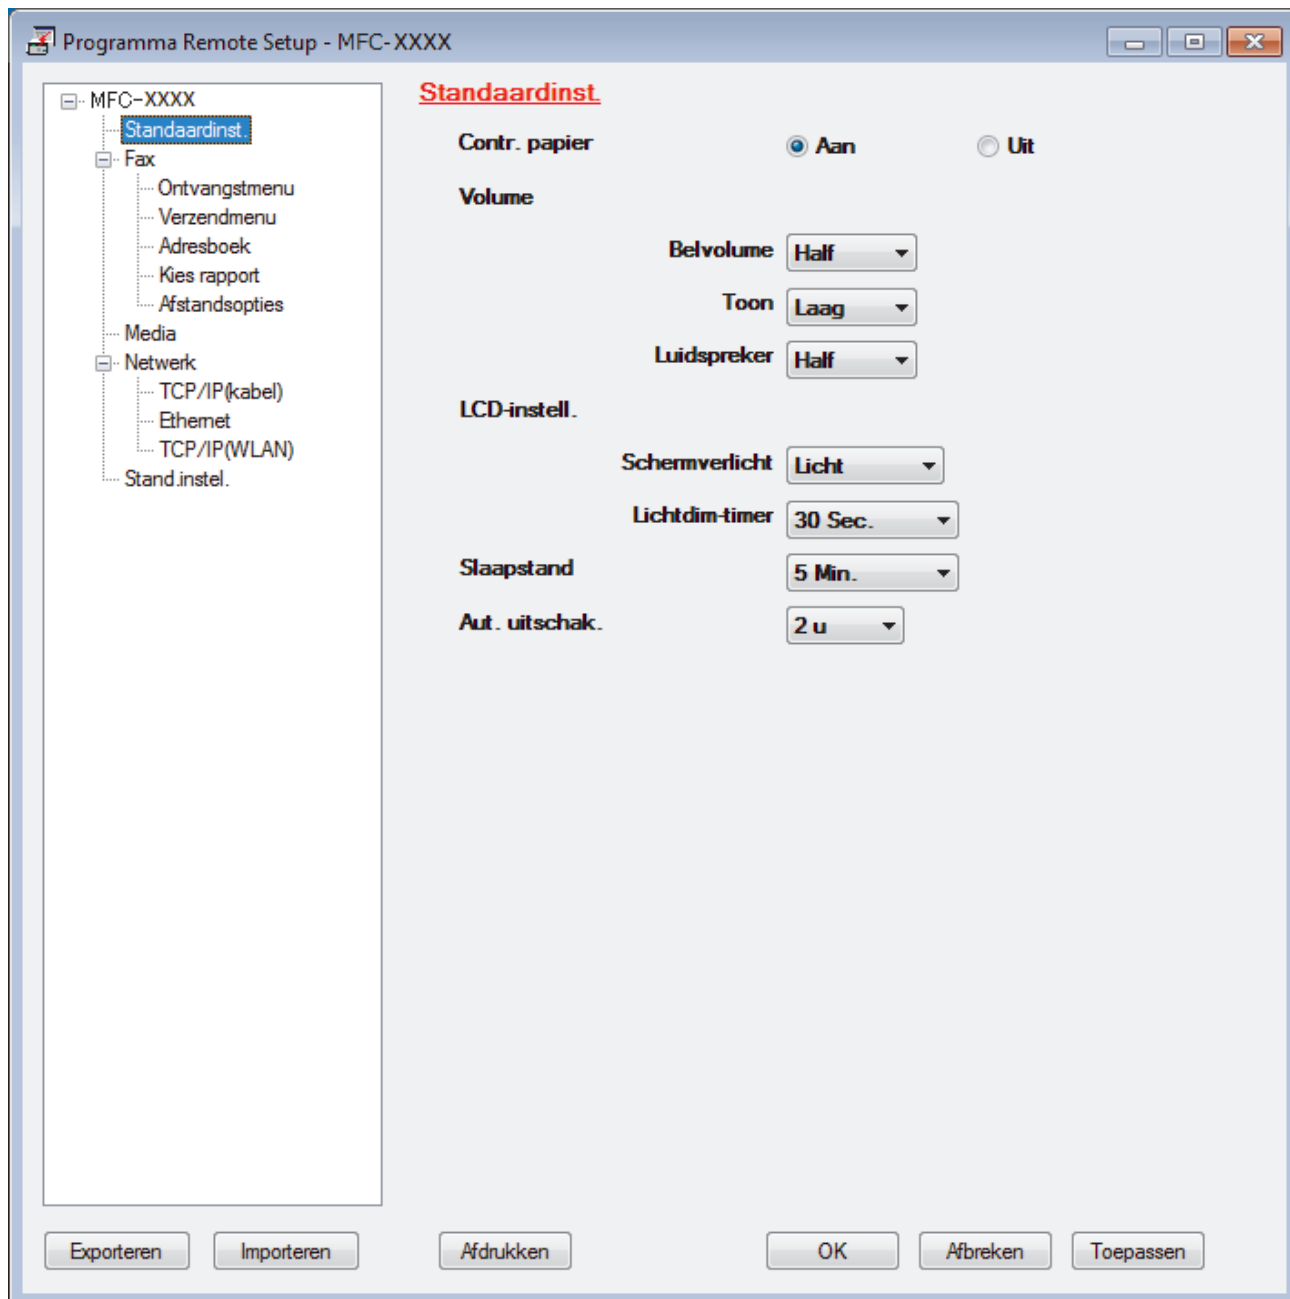 Programma Remote Setup - MFC-XXXX
MFC-XXXX
Standaardinst.
Fax
Ontvangstmenu
Verzendmenu
Adresboek
Kies rapport
Afstandsopties
Media
Netwerk
TCP/IP(kabel)
Ethernet
TCP/IP(WLAN)
Stand.instel.
Standaardinst.
Contr. papier Aan Uit
Volume
Belvolume Half
Toon Laag
Luidspreker Half
LCD-instell.
Schermverlicht Licht
Lichtdim-timer 30 Sec.
Slaapstand 5 Min.
Aut. uitschak. 2 u
Exporteren Importeren Afdrukken OK Afbreken Toepassen